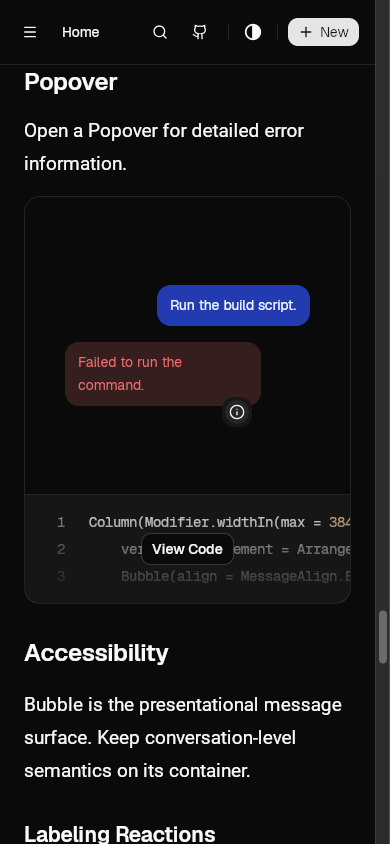 Home
New
Popover
Open a Popover for detailed error
information.
Run the build script.
Failed to run the
command.
1 Column(Modifier.widthIn(max = 384
2 View Code = Arrange
3 Bubble(align = MessageAlign.
Accessibility
Bubble is the presentational message
surface. Keep conversation-level
semantics on its container.
Labeling Reactions